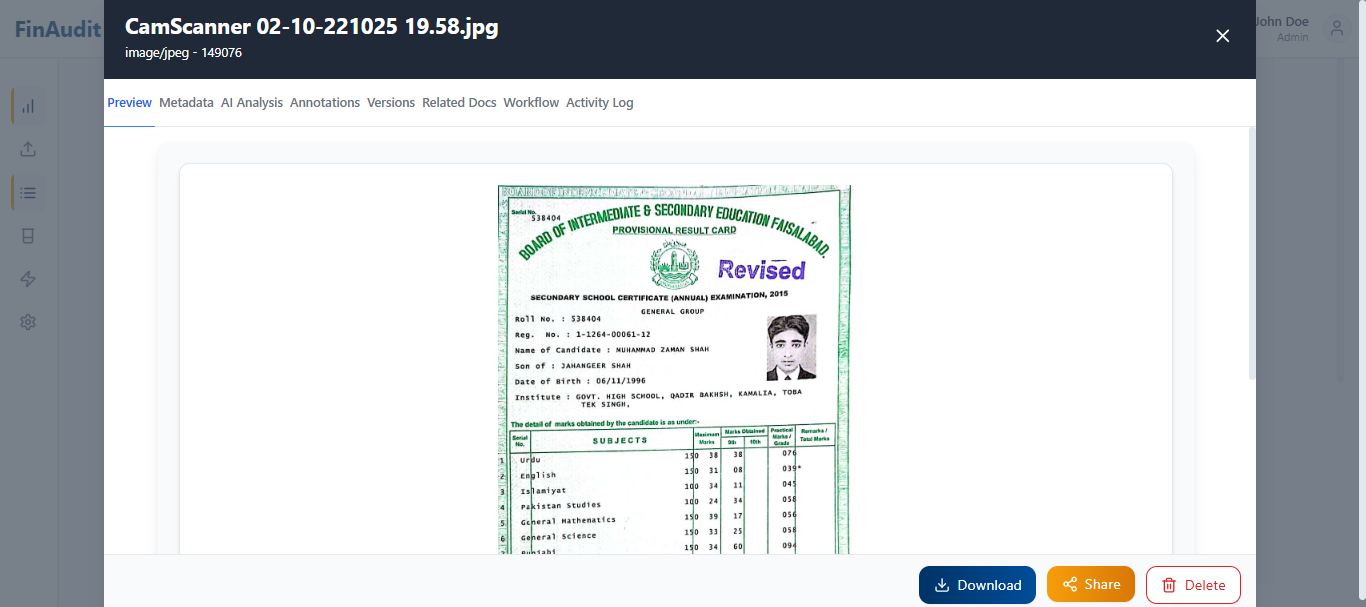 FinAudit
CamScanner 02-10-221025 19.58.jpg
image/jpeg - 149076
John Doe
Admin
Preview Metadata AI Analysis Annotations Versions Related Docs Workflow Activity Log
Serial No.
538404
BOARD OF INTERMEDIATE & SECONDARY EDUCATION FAISALABAD.
PROVISIONAL RESULT CARD
Revised
SECONDARY SCHOOL CERTIFICATE (ANNUAL) EXAMINATION, 2015
GENERAL GROUP
Roll No. : 538404
Reg. No. : 1-1264-00061-12
Name of Candidate : MUHAMMAD ZAMAN SHAH
Son of : JAHANGEER SHAH
Date of Birth : 06/11/1996
Institute : GOVT. HIGH SCHOOL, QADIR BAKHSH, KAMALIA, TOBA
TEK SINGH,
The detail of marks obtained by the candidate is as under:-
Serial No. SUBJECTS Maximum Marks Marks Obtained 9th 10th Practical Marks / Grade Remarks / Total Marks
1 Urdu 150 38 38 076
2 English 150 31 08 039*
3 Islamiyat 100 34 11 045
4 Pakistan Studies 100 24 34 058
5 General Mathematics 150 39 17 056
6 General Science 150 33 25 058
Punjabi 150 34 60 094
Download Share Delete